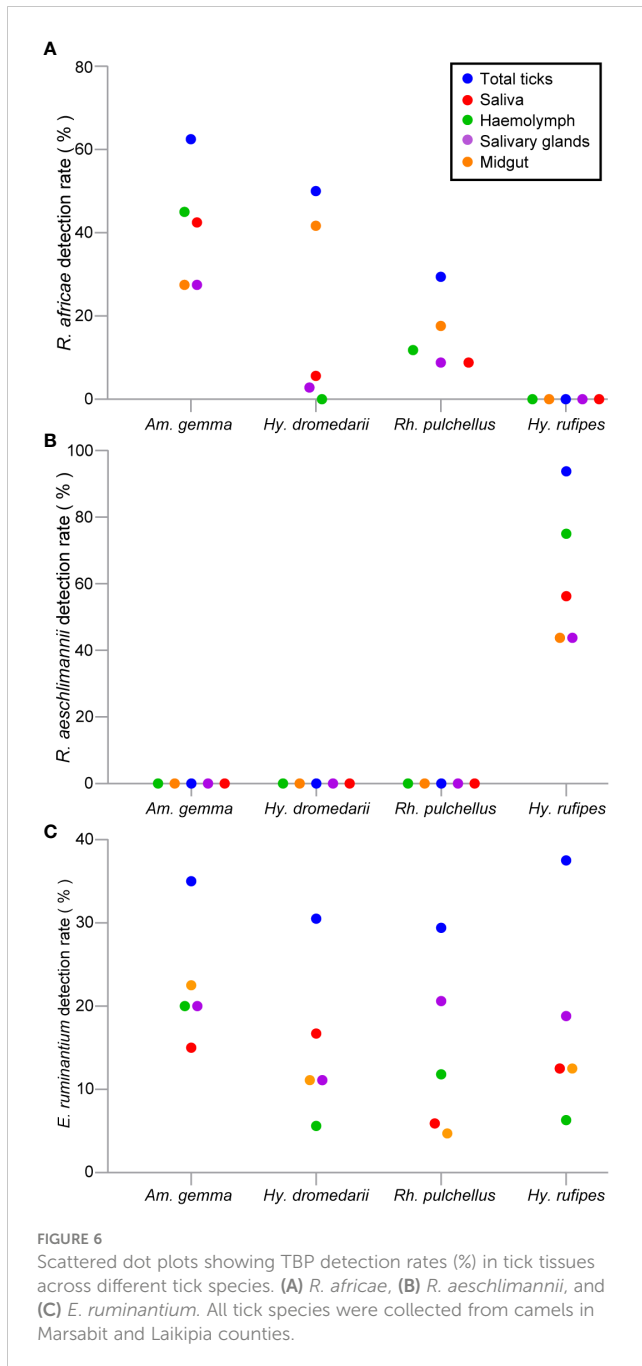 A
80
60
40
20
0
R. africae detection rate ( % )
Total ticks
Saliva
Haemolymph
Salivary glands
Midgut
Am. gemma Hy. dromedarii Rh. pulchellus Hy. rufipes
B
100
80
60
40
20
0
R. aeschlimannii detection rate ( % )
Am. gemma Hy. dromedarii Rh. pulchellus Hy. rufipes
C
40
30
20
10
0
E. ruminantium detection rate ( % )
Am. gemma Hy. dromedarii Rh. pulchellus Hy. rufipes
FIGURE 6
Scattered dot plots showing TBP detection rates (%) in tick tissues
across different tick species. (A) R. africae, (B) R. aeschlimannii, and
(C) E. ruminantium. All tick species were collected from camels in
Marsabit and Laikipia counties.